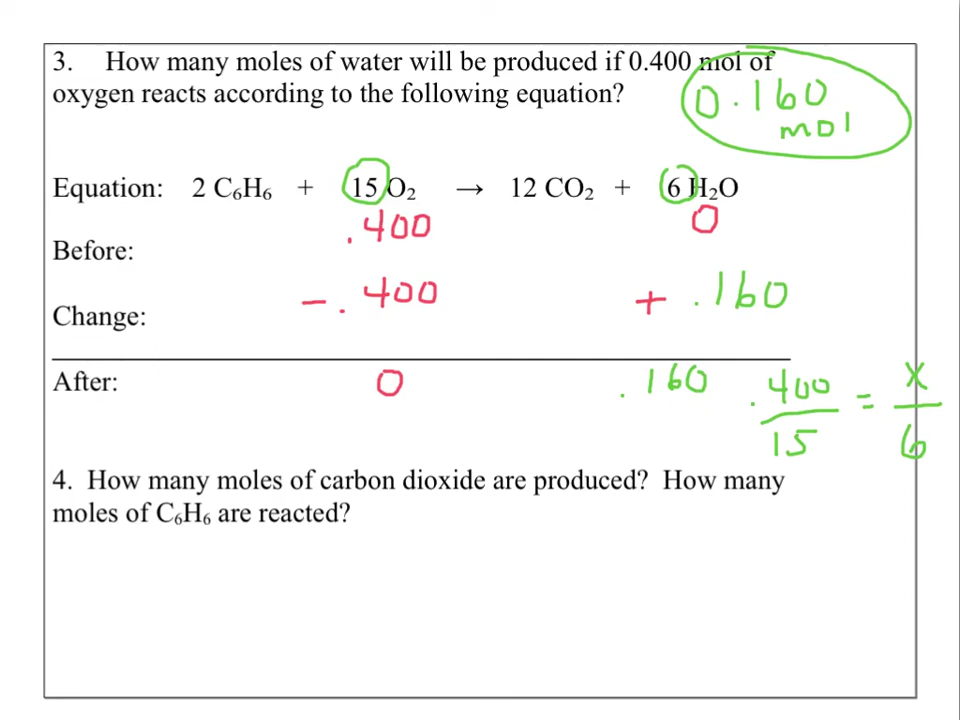 3. How many moles of water will be produced if 0.400 mol of
oxygen reacts according to the following equation?
0.160
mol
Equation: 2 C₆H₆ + 15 O₂ → 12 CO₂ + 6 H₂O
.400 0
Before:
- .400 + .160
Change:
After: 0 .160
.400/15 = x/6
4. How many moles of carbon dioxide are produced? How many
moles of C₆H₆ are reacted?